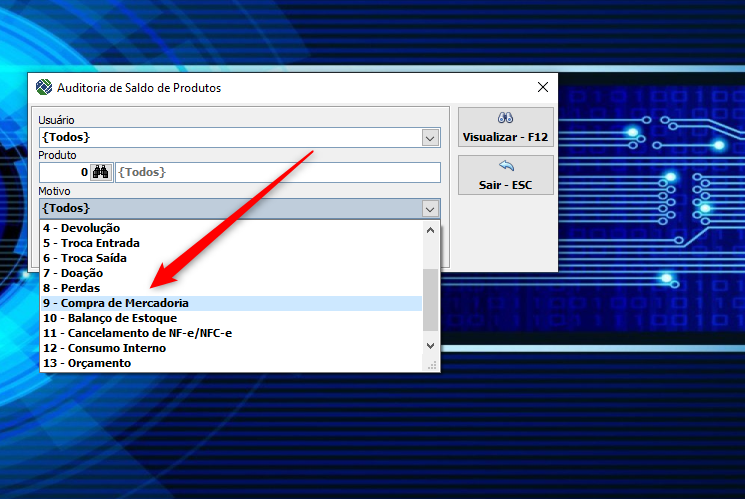 Auditoria de Saldo de Produtos
Usuário
{Todos}
Visualizar - F12
Produto
0 {Todos}
Sair - ESC
Motivo
{Todos}
4 - Devolução
5 - Troca Entrada
6 - Troca Saída
7 - Doação
8 - Perdas
9 - Compra de Mercadoria
10 - Balanço de Estoque
11 - Cancelamento de NF-e/NFC-e
12 - Consumo Interno
13 - Orçamento